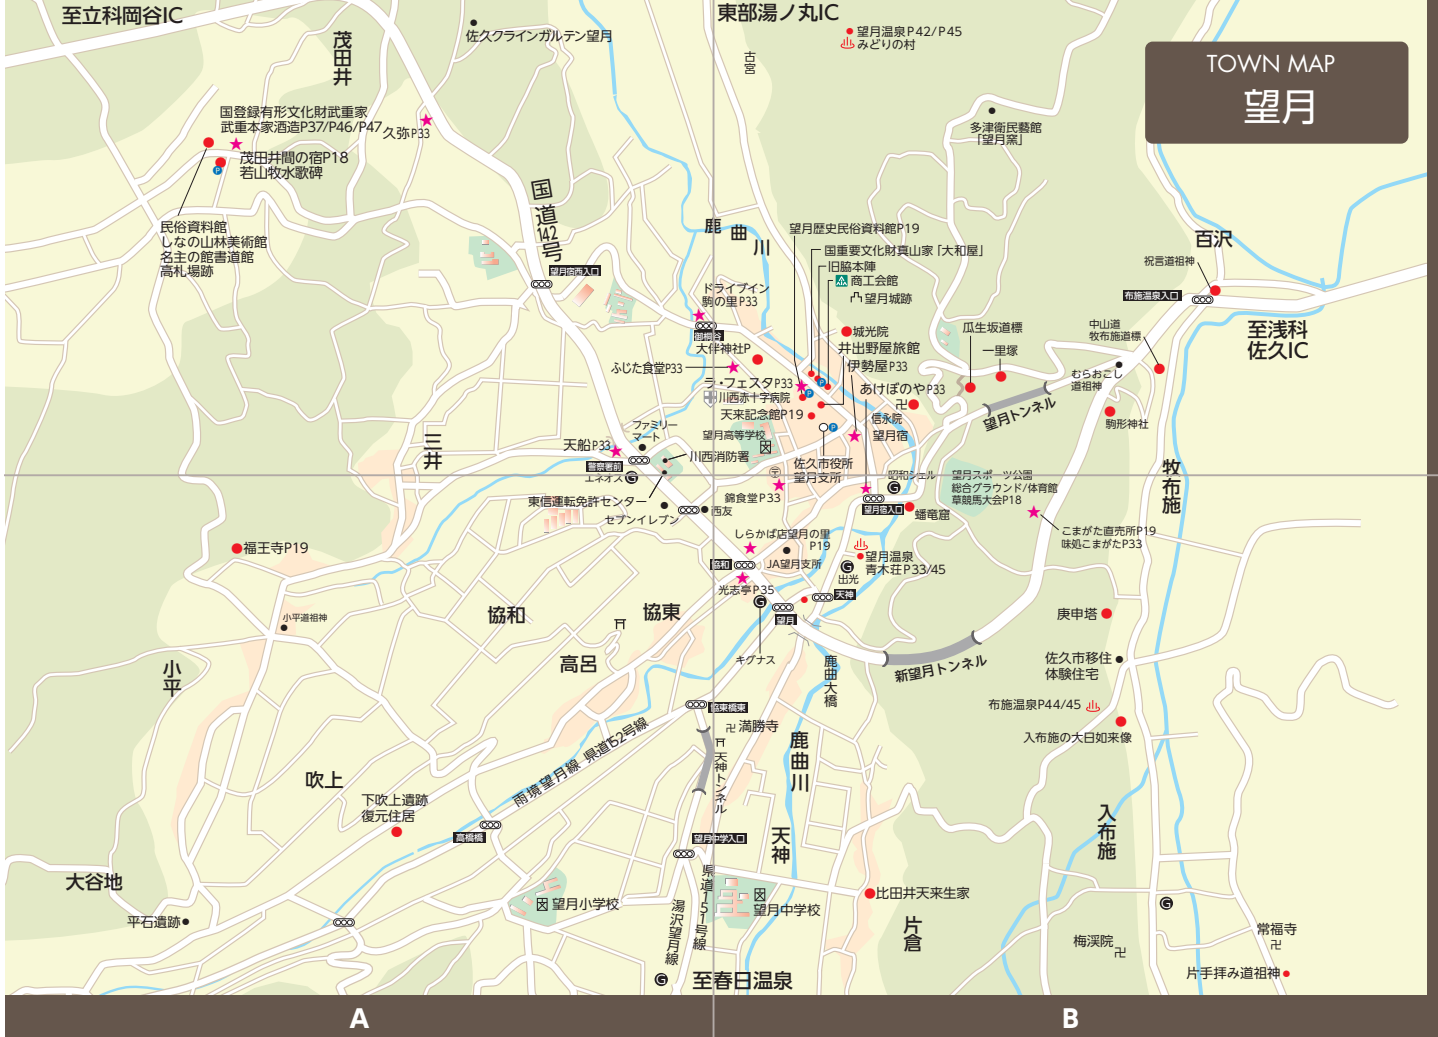 至立科岡谷IC
東部湯ノ丸IC
TOWN MAP
望月
佐久クラインガルテン望月
茂田井
望月温泉P42/P45
みどりの村
古宮
国登録有形文化財武重家
武重本家酒造P37/P46/P47
久弥P33
茂田井間の宿P18
若山牧水歌碑
P
民俗資料館
しなの山林美術館
名主の館書道館
高札場跡
多津衛民藝館
「望月窯」
国道142号
望月宿西入口
鹿曲川
望月歴史民俗資料館P19
国重要文化財真山家「大和屋」
旧脇本陣
商工会館
望月城跡
百沢
祝言道祖神
布施温泉入口
至浅科
佐久IC
ドライブイン
駒の里P33
御桐谷
大伴神社P
ふじた食堂P33
城光院
井出野屋旅館
伊勢屋P33
瓜生坂道標
一里塚
中山道
牧布施道標
むらおこし
道祖神
ラ・フェスタP33
P
P
川西赤十字病院
天来記念館P19
あけぼのやP33
卍
信永院
望月宿
望月トンネル
駒形神社
三井
天船P33
ファミリー
マート
望月高等学校
文
P
警察署前
エネオス
G
川西消防署
佐久市役所
望月支所
昭和シェル
G
望月スポーツ公園
総合グラウンド/体育館
草競馬大会P18
牧布施
東信運転免許センター
セブンイレブン
西友
〒
錦食堂P33
望月宿入口
蟠竜窟
こまがた直売所P19
味処こまがたP33
福王寺P19
しらかば店望月の里
P19
JA望月支所
協和
望月温泉
青木荘P33/45
G
出光
光志亭P35
G
天神
望月
小平道祖神
協和
協東
高呂
キグナス
鹿曲大橋
新望月トンネル
庚申塔
佐久市移住
体験住宅
小平
布施温泉P44/45
入布施の大日如来像
協東橋東
卍満勝寺
天神トンネル
鹿曲川
雨境望月線 県道152号線
吹上
下吹上遺跡
復元住居
高橋橋
望月中学入口
天神
入布施
大谷地
平石遺跡
文 望月小学校
県道151号線
湯沢望月線
文
望月中学校
比田井天来生家
片倉
G
梅渓院
卍
常福寺
卍
片手拝み道祖神
G
至春日温泉
A
B